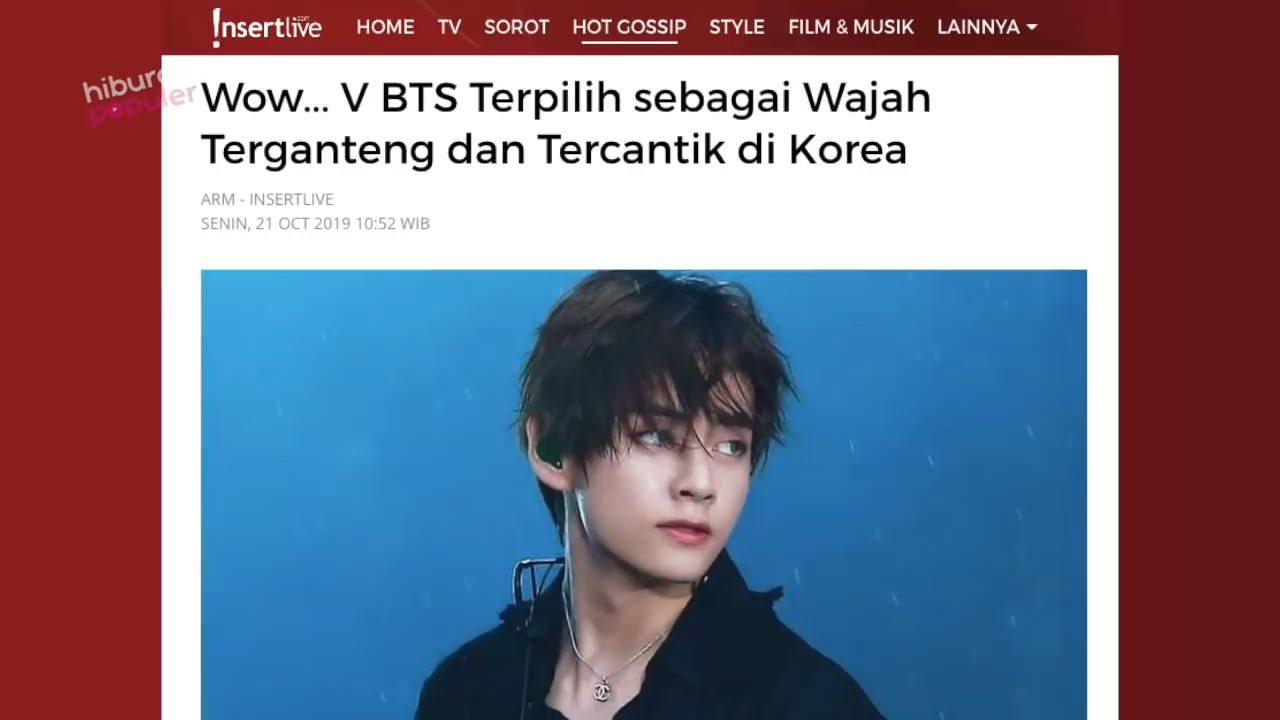 insertlive.com HOME TV SOROT HOT GOSSIP STYLE FILM & MUSIK LAINNYA
hiburan
populer
Wow... V BTS Terpilih sebagai Wajah
Terganteng dan Tercantik di Korea
ARM - INSERTLIVE
SENIN, 21 OCT 2019 10:52 WIB